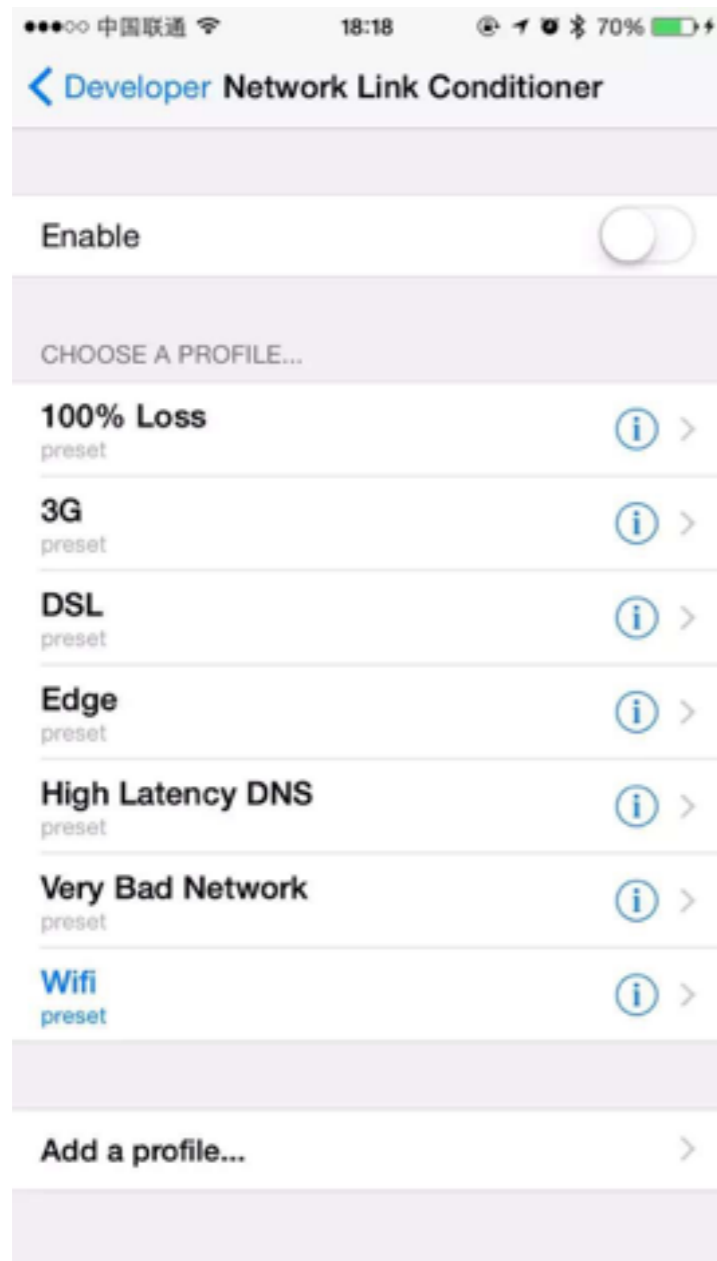 中国联通 18:18 70%
Developer Network Link Conditioner
Enable
CHOOSE A PROFILE...
100% Loss
preset
3G
preset
DSL
preset
Edge
preset
High Latency DNS
preset
Very Bad Network
preset
Wifi
preset
Add a profile...